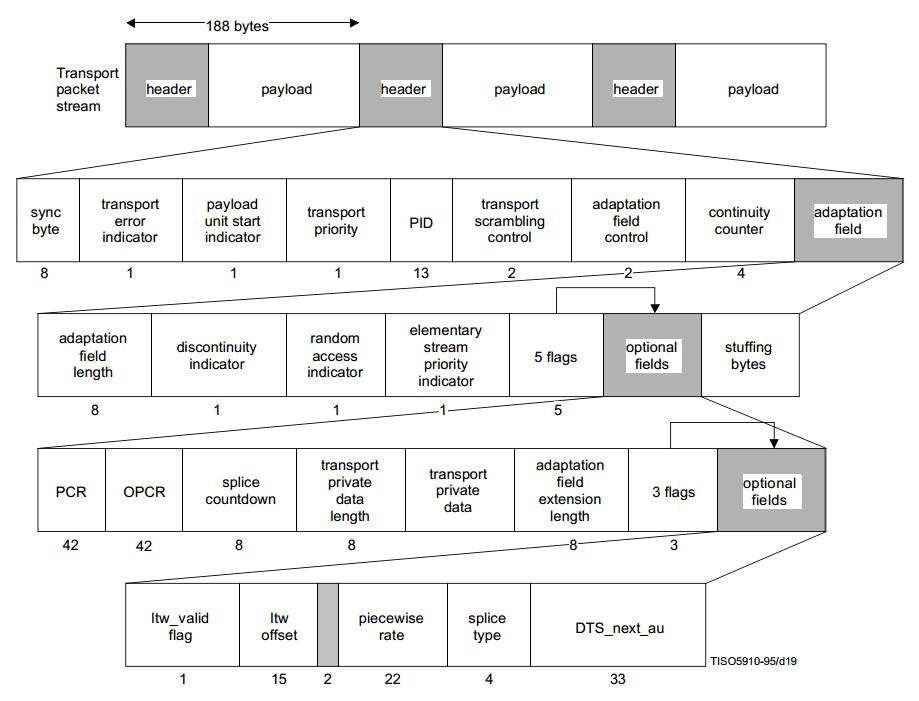 188 bytes
Transport
packet
stream
header
payload
header
payload
header
payload
sync
byte
transport
error
indicator
payload
unit start
indicator
transport
priority
PID
transport
scrambling
control
adaptation
field
control
continuity
counter
adaptation
field
8
1
1
1
13
2
2
4
adaptation
field
length
discontinuity
indicator
random
access
indicator
elementary
stream
priority
indicator
5 flags
optional
fields
stuffing
bytes
8
1
1
1
5
PCR
OPCR
splice
countdown
transport
private
data
length
transport
private
data
adaptation
field
extension
length
3 flags
optional
fields
42
42
8
8
8
3
ltw_valid
flag
ltw
offset
piecewise
rate
splice
type
DTS_next_au
TISO5910-95/d19
1
15
2
22
4
33